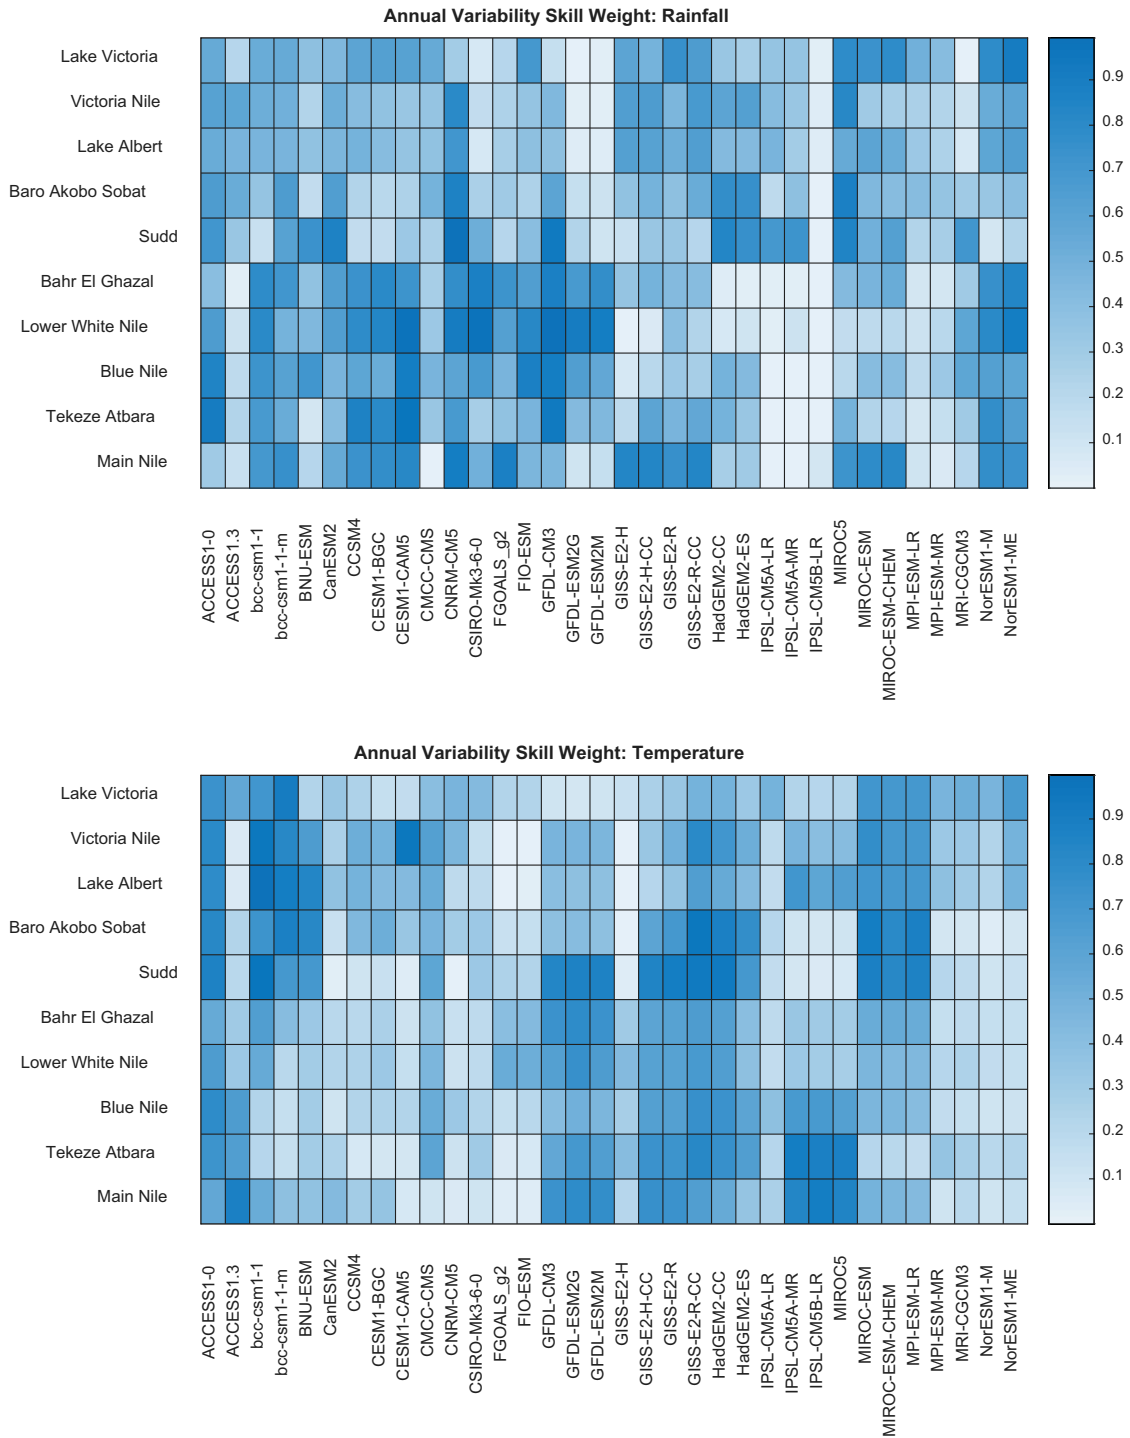 Annual Variability Skill Weight: Rainfall
Lake Victoria
Victoria Nile
Lake Albert
Baro Akobo Sobat
Sudd
Bahr El Ghazal
Lower White Nile
Blue Nile
Tekeze Atbara
Main Nile
0.9
0.8
0.7
0.6
0.5
0.4
0.3
0.2
0.1
ACCESS1-0
ACCESS1.3
bcc-csm1-1
bcc-csm1-1-m
BNU-ESM
CanESM2
CCSM4
CESM1-BGC
CESM1-CAM5
CMCC-CMS
CNRM-CM5
CSIRO-Mk3-6-0
FGOALS_g2
FIO-ESM
GFDL-CM3
GFDL-ESM2G
GFDL-ESM2M
GISS-E2-H
GISS-E2-H-CC
GISS-E2-R
GISS-E2-R-CC
HadGEM2-CC
HadGEM2-ES
IPSL-CM5A-LR
IPSL-CM5A-MR
IPSL-CM5B-LR
MIROC5
MIROC-ESM
MIROC-ESM-CHEM
MPI-ESM-LR
MPI-ESM-MR
MRI-CGCM3
NorESM1-M
NorESM1-ME
Annual Variability Skill Weight: Temperature
Lake Victoria
Victoria Nile
Lake Albert
Baro Akobo Sobat
Sudd
Bahr El Ghazal
Lower White Nile
Blue Nile
Tekeze Atbara
Main Nile
0.9
0.8
0.7
0.6
0.5
0.4
0.3
0.2
0.1
ACCESS1-0
ACCESS1.3
bcc-csm1-1
bcc-csm1-1-m
BNU-ESM
CanESM2
CCSM4
CESM1-BGC
CESM1-CAM5
CMCC-CMS
CNRM-CM5
CSIRO-Mk3-6-0
FGOALS_g2
FIO-ESM
GFDL-CM3
GFDL-ESM2G
GFDL-ESM2M
GISS-E2-H
GISS-E2-H-CC
GISS-E2-R
GISS-E2-R-CC
HadGEM2-CC
HadGEM2-ES
IPSL-CM5A-LR
IPSL-CM5A-MR
IPSL-CM5B-LR
MIROC5
MIROC-ESM
MIROC-ESM-CHEM
MPI-ESM-LR
MPI-ESM-MR
MRI-CGCM3
NorESM1-M
NorESM1-ME